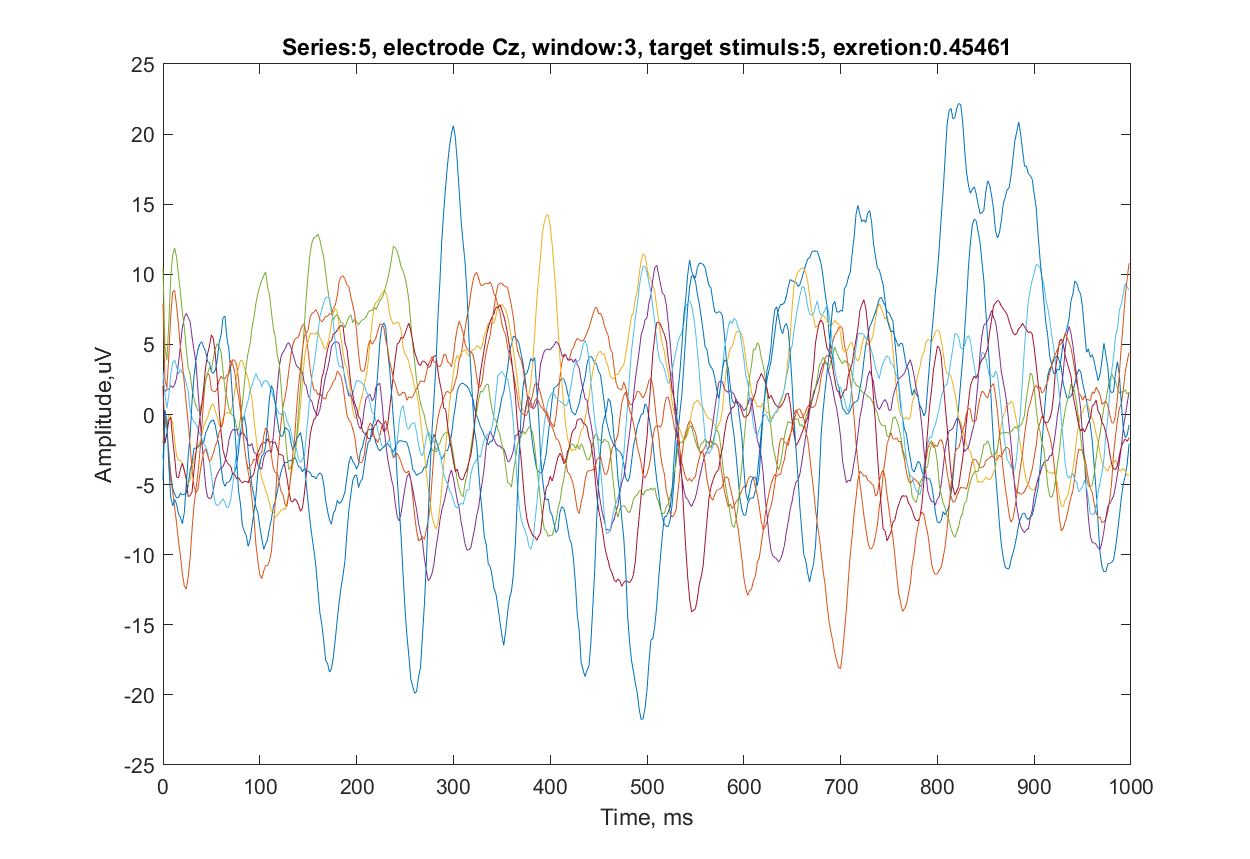 Series:5, electrode Cz, window:3, target stimuls:5, exretion:0.45461
25
20
15
10
5
0
-5
-10
-15
-20
-25
Amplitude,uV
0 100 200 300 400 500 600 700 800 900 1000
Time, ms